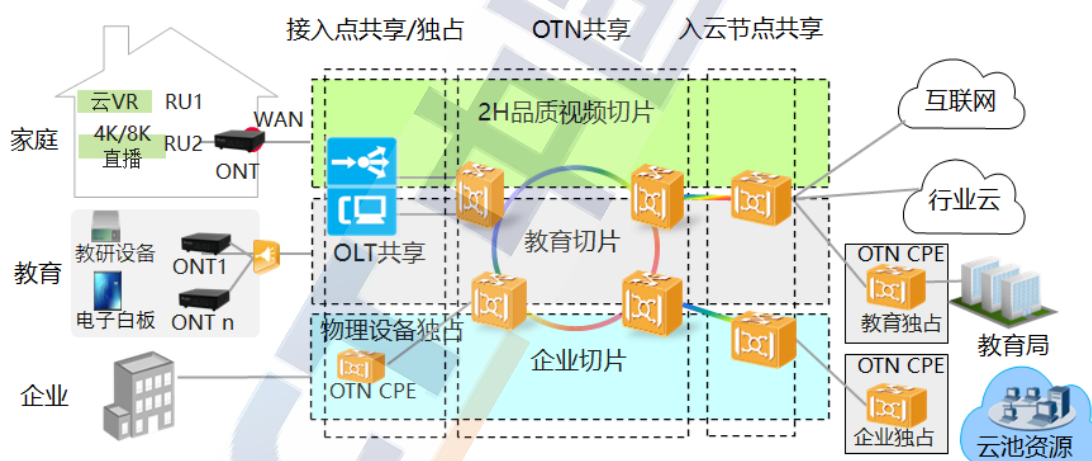 接入点共享/独占
OTN共享
入云节点共享
家庭
云VR
RU1
4K/8K
直播
RU2
WAN
ONT
2H品质视频切片
互联网
行业云
教育
教研设备
电子白板
ONT1
ONT n
OLT共享
教育切片
OTN CPE
教育独占
教育局
企业
物理设备独占
OTN CPE
企业切片
OTN CPE
企业独占
云池资源